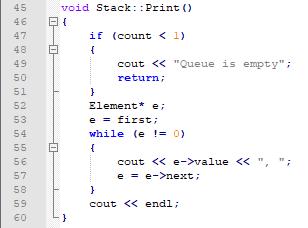 45 void Stack::Print()
46 {
47 if (count < 1)
48 {
49 cout << "Queue is empty";
50 return;
51 }
52 Element* e;
53 e = first;
54 while (e != 0)
55 {
56 cout << e->value << ", ";
57 e = e->next;
58 }
59 cout << endl;
60 }